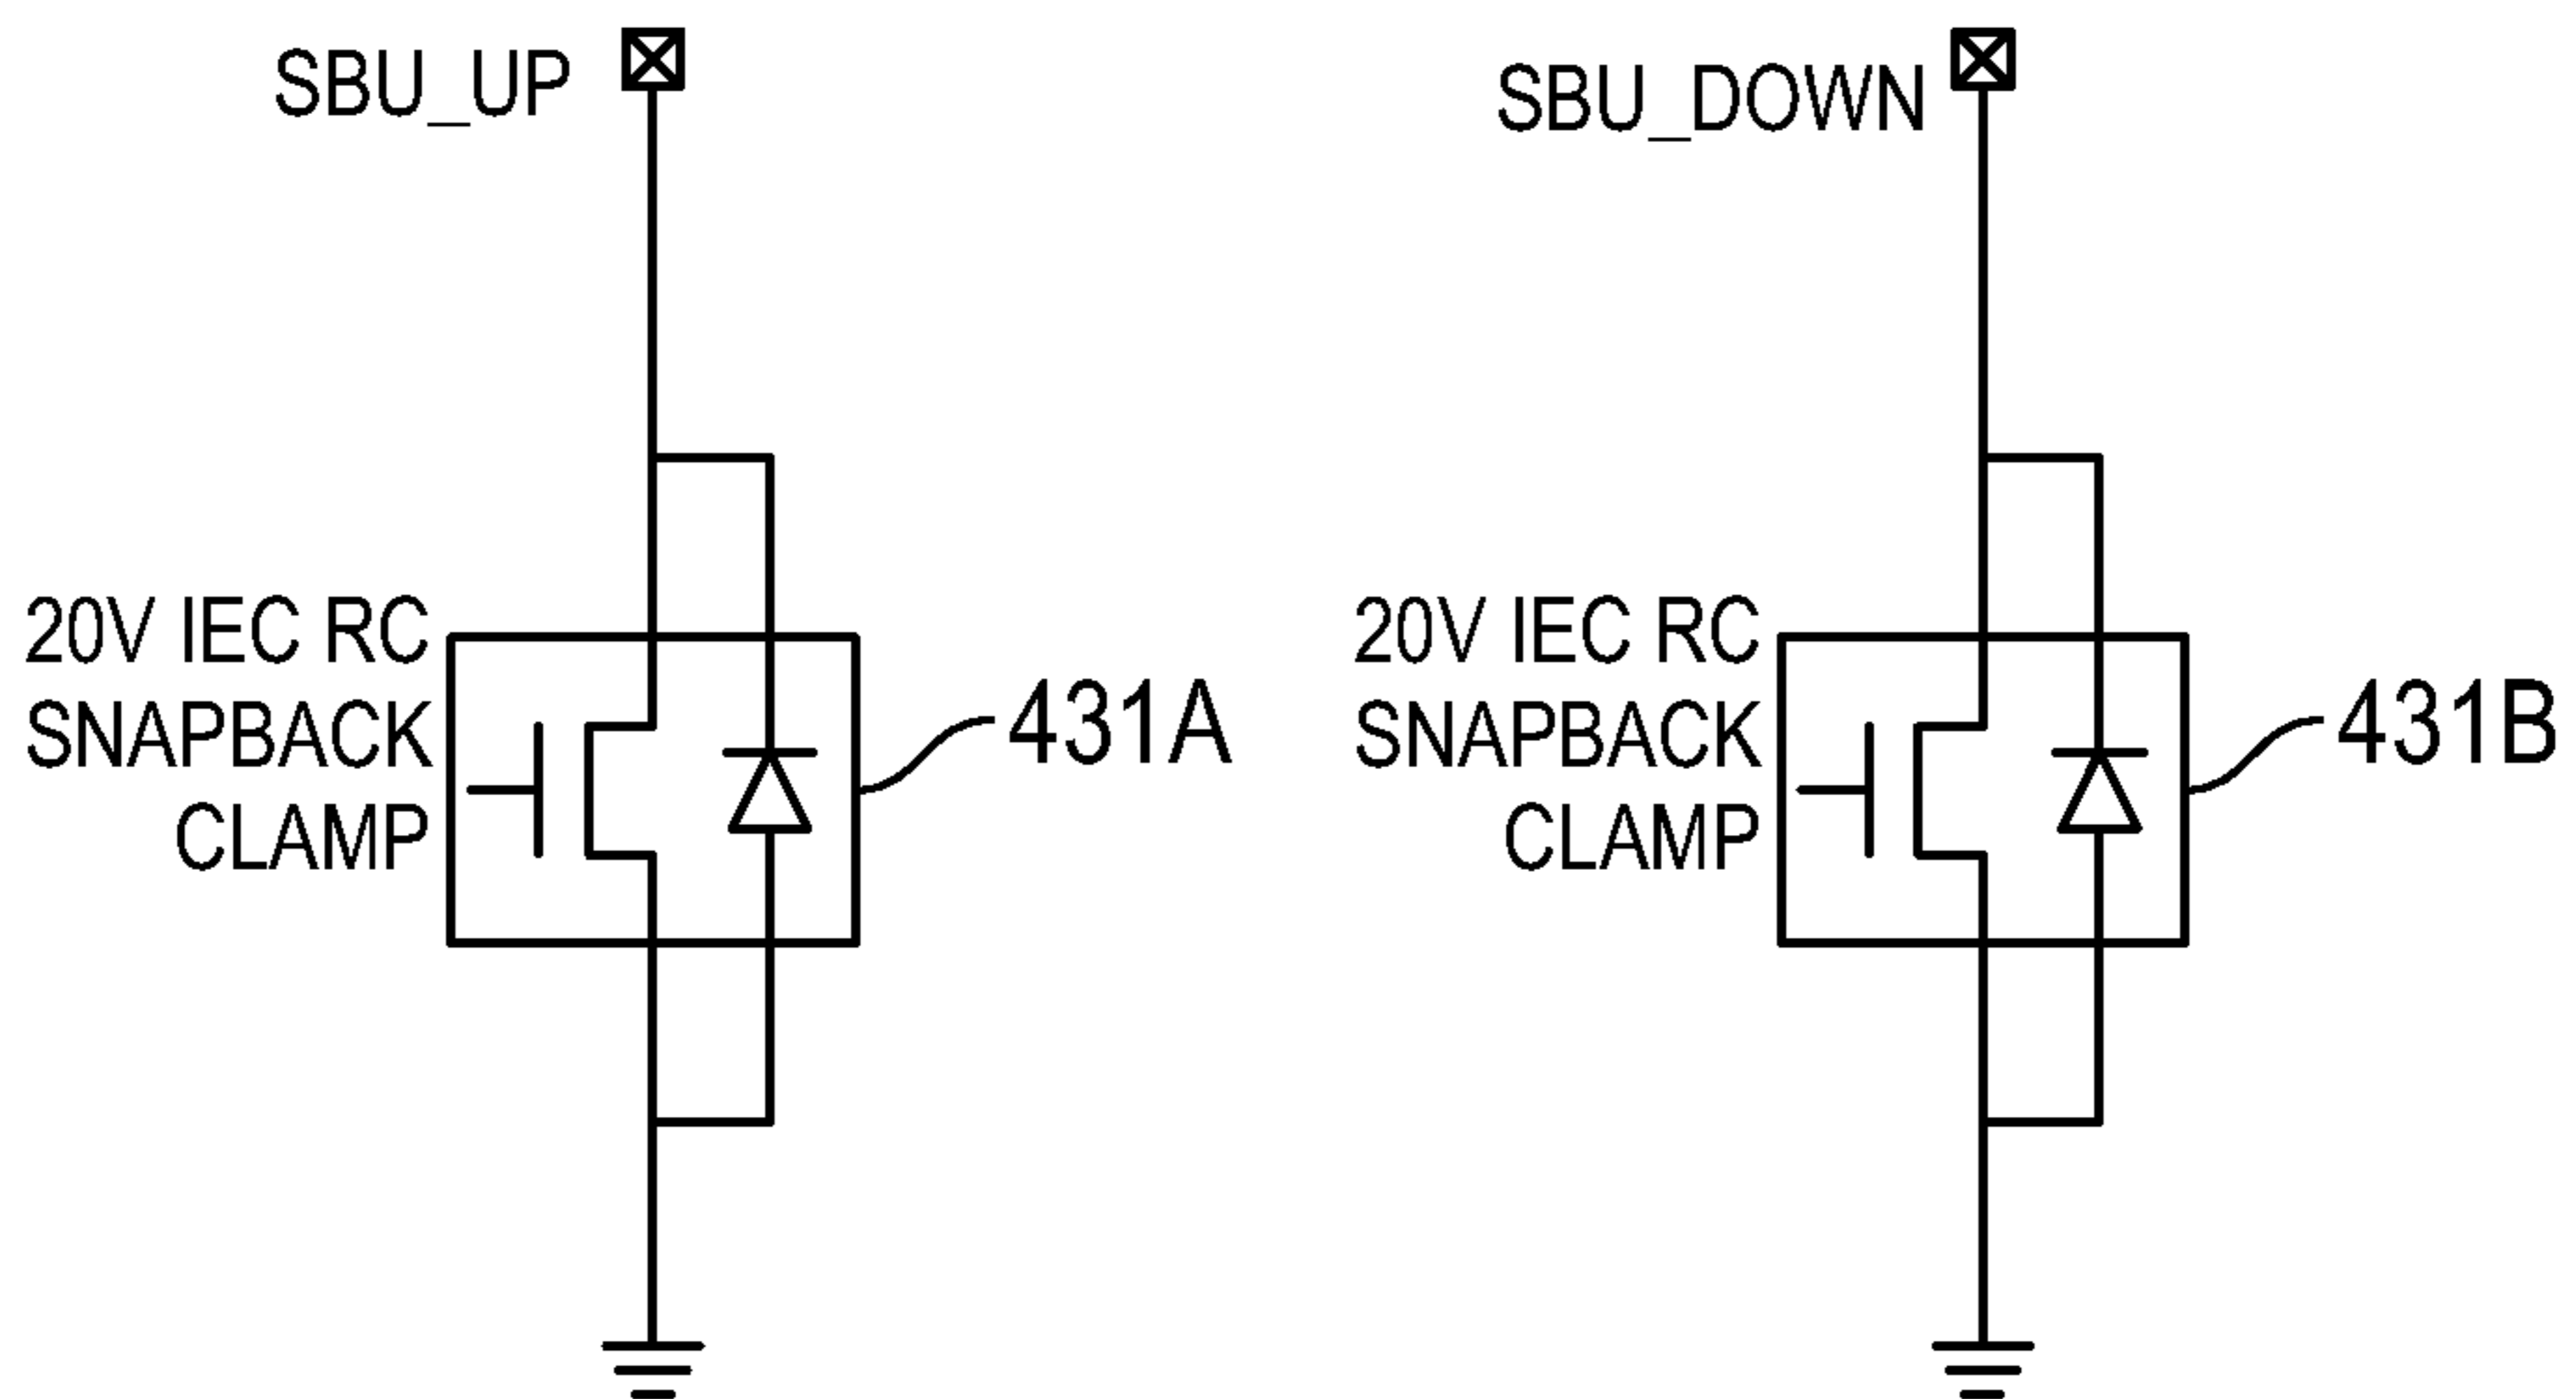 SBU_UP
20V IEC RC
SNAPBACK
CLAMP
431A
SBU_DOWN
20V IEC RC
SNAPBACK
CLAMP
431B